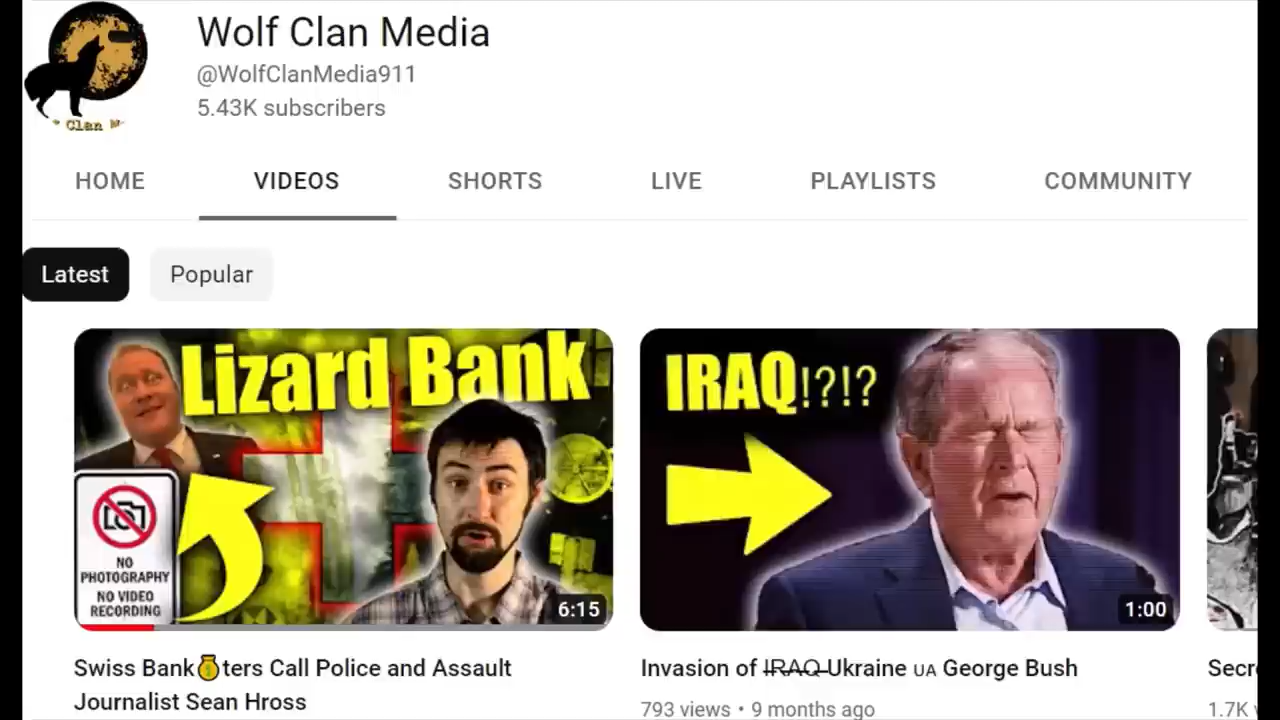 Wolf Clan Media
@WolfClanMedia911
5.43K subscribers
Clan
HOME VIDEOS SHORTS LIVE PLAYLISTS COMMUNITY
Latest Popular
Lizard Bank
NO
PHOTOGRAPHY
NO VIDEO
RECORDING
6:15
IRAQ!?!?
1:00
Swiss Bank💰ters Call Police and Assault
Journalist Sean Hross
Invasion of IRAQ Ukraine UA George Bush
793 views • 9 months ago
Secr
1.7K